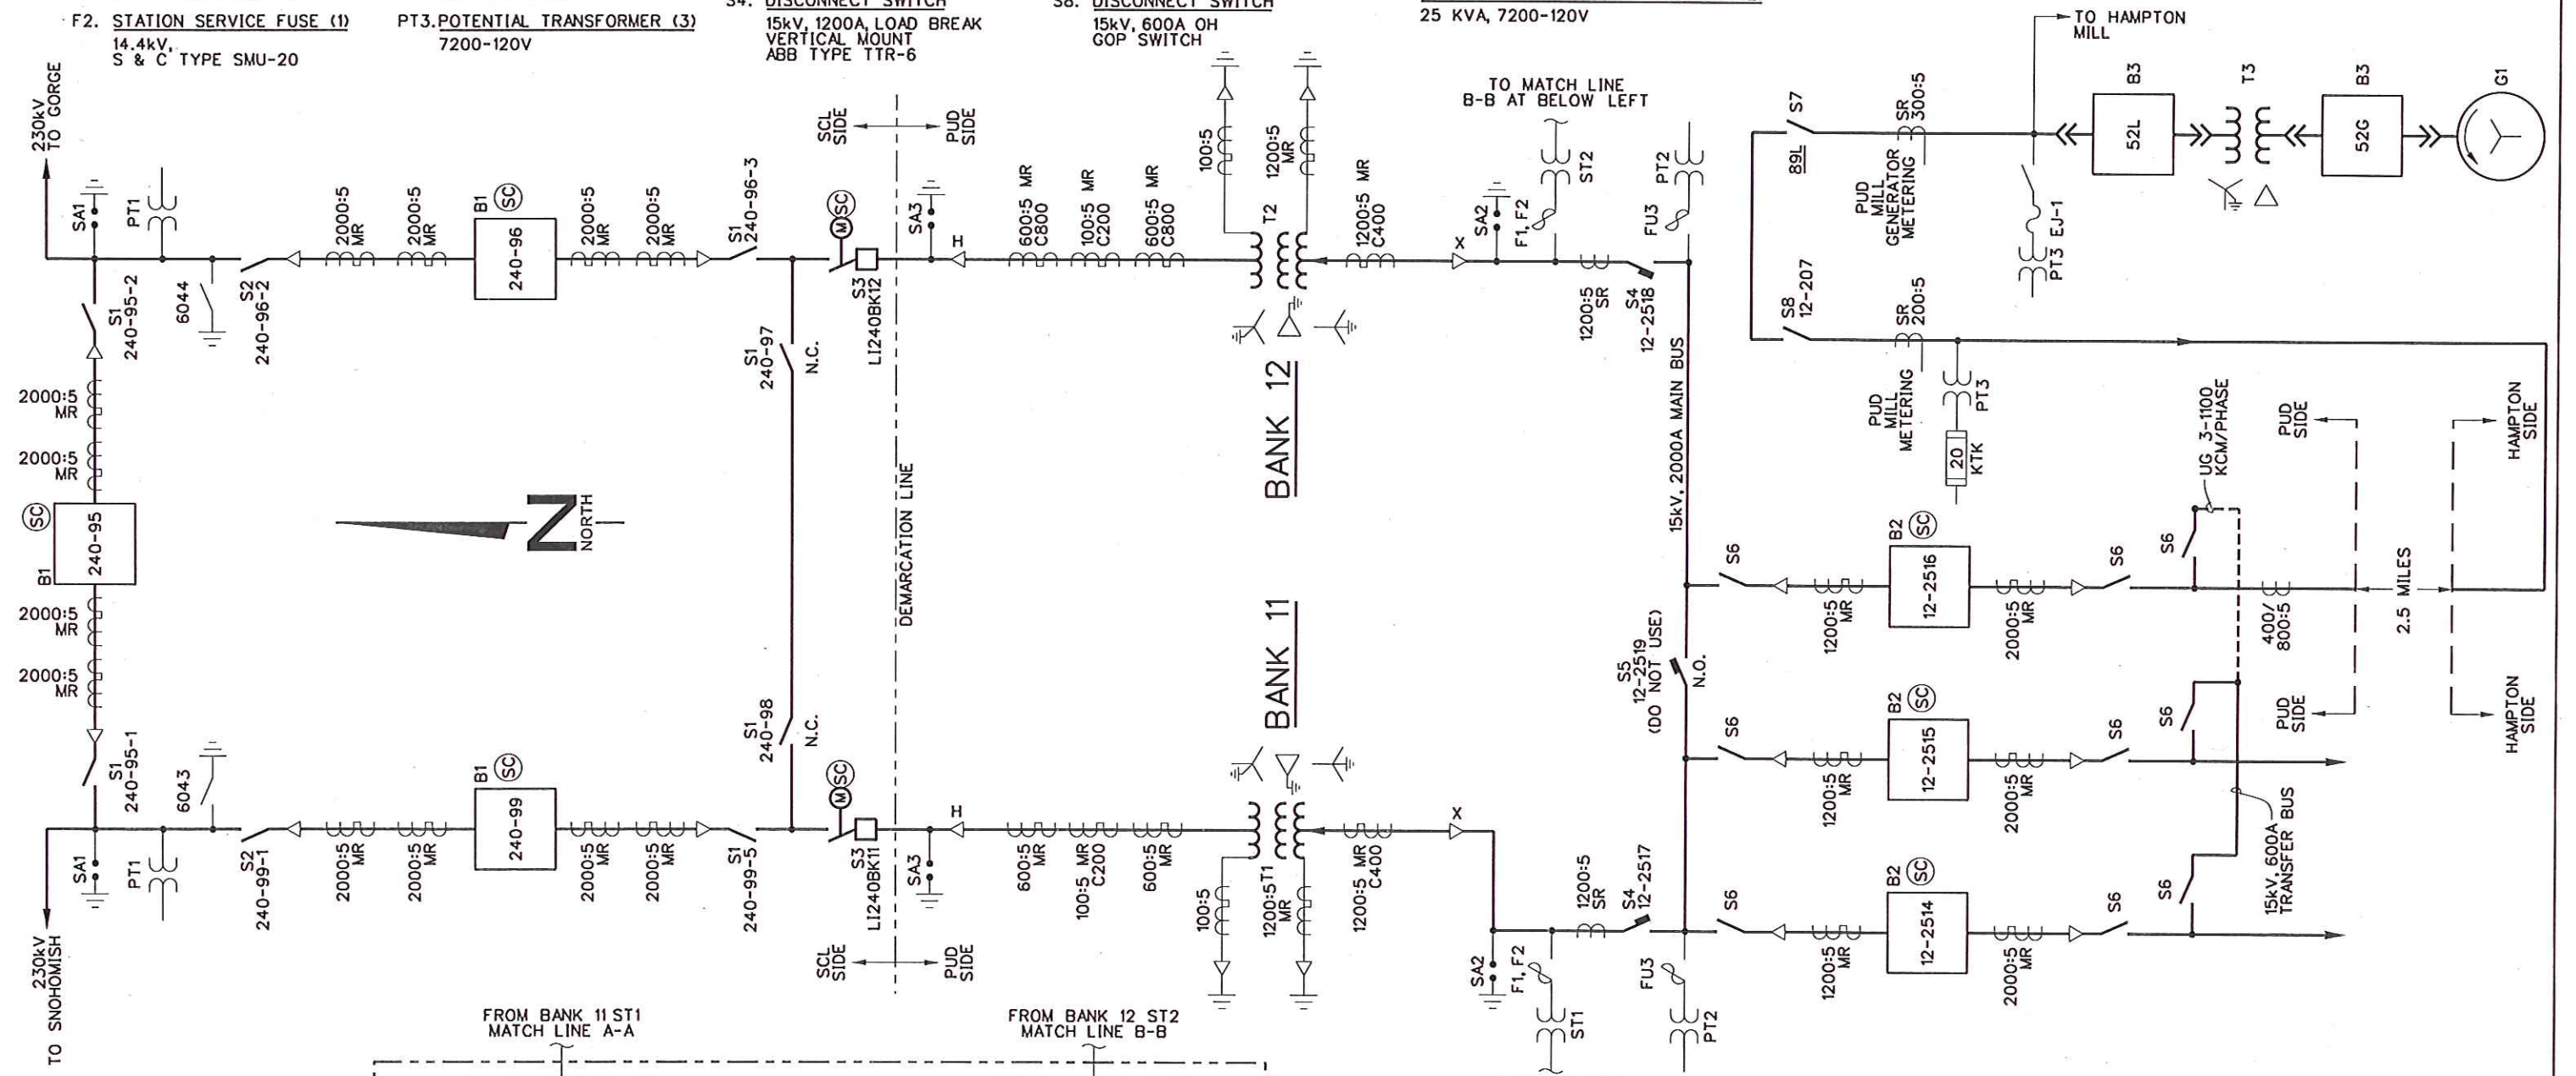 F2. STATION SERVICE FUSE (1)
14.4kV,
S & C TYPE SMU-20
PT3. POTENTIAL TRANSFORMER (3)
7200-120V
S4. DISCONNECT SWITCH
15kV, 1200A, LOAD BREAK
VERTICAL MOUNT
ABB TYPE TTR-6
S8. DISCONNECT SWITCH
15kV, 600A OH
GOP SWITCH
25 KVA, 7200-120V
TO HAMPTON
MILL
230kV
TO GORGE
SA1
PT1
S1
240-95-2
6044
S2
240-96-2
2000:5
MR
2000:5
MR
B1
SC
240-96
2000:5
MR
2000:5
MR
S1
240-96-3
SCL
SIDE
PUD
SIDE
M
SC
S3
LI240BK12
SA3
H
600:5 MR
C800
100:5 MR
C200
600:5 MR
C800
100:5
1200:5
MR
T2
1200:5 MR
C400
X
TO MATCH LINE
B-B AT BELOW LEFT
SA2
F1, F2
ST2
1200:5
SR
S4
12-2518
FU3
PT2
S7
89L
SR
300:5
PUD
MILL
GENERATOR
METERING
PT3 EJ-1
B3
52L
T3
B3
52G
G1
S8
12-207
SR
200:5
PUD
MILL
METERING
PT3
20
KTK
2000:5
MR
2000:5
MR
SC
B1
240-95
2000:5
MR
2000:5
MR
S1
240-95-1
N
NORTH
S1
240-97
N.C.
S1
240-98
N.C.
DEMARCATION LINE
BANK 12
BANK 11
15kV, 2000A MAIN BUS
S5
12-2519
(DO NOT USE)
N.O.
S6
1200:5
MR
B2
SC
12-2516
2000:5
MR
S6
S6
UG 3-1100
KCM/PHASE
400/
800:5
PUD
SIDE
HAMPTON
SIDE
2.5 MILES
PUD
SIDE
HAMPTON
SIDE
S6
1200:5
MR
B2
SC
12-2515
2000:5
MR
S6
S6
15kV, 600A
TRANSFER BUS
S6
1200:5
MR
B2
SC
12-2514
2000:5
MR
S6
S6
230kV
TO SNOHOMISH
SA1
PT1
6043
S2
240-99-1
2000:5
MR
2000:5
MR
B1
SC
240-99
2000:5
MR
2000:5
MR
S1
240-99-5
M
SC
S3
LI240BK11
SCL
SIDE
PUD
SIDE
SA3
H
600:5
MR
100:5 MR
C200
600:5
MR
100:5
1200:5
MR
T1
1200:5 MR
C400
X
SA2
F1, F2
ST1
1200:5
SR
S4
12-2517
FU3
PT2
FROM BANK 11 ST1
MATCH LINE A-A
FROM BANK 12 ST2
MATCH LINE B-B